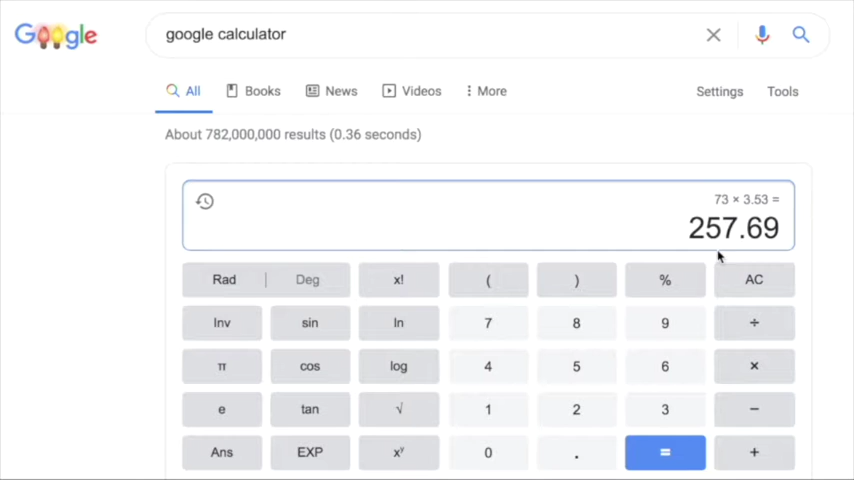 Google google calculator
All Books News Videos More Settings Tools
About 782,000,000 results (0.36 seconds)
73 × 3.53 =
257.69
Rad Deg x! ( ) % AC
Inv sin ln 7 8 9 ÷
π cos log 4 5 6 ×
e tan √ 1 2 3 −
Ans EXP xʸ 0 . = +